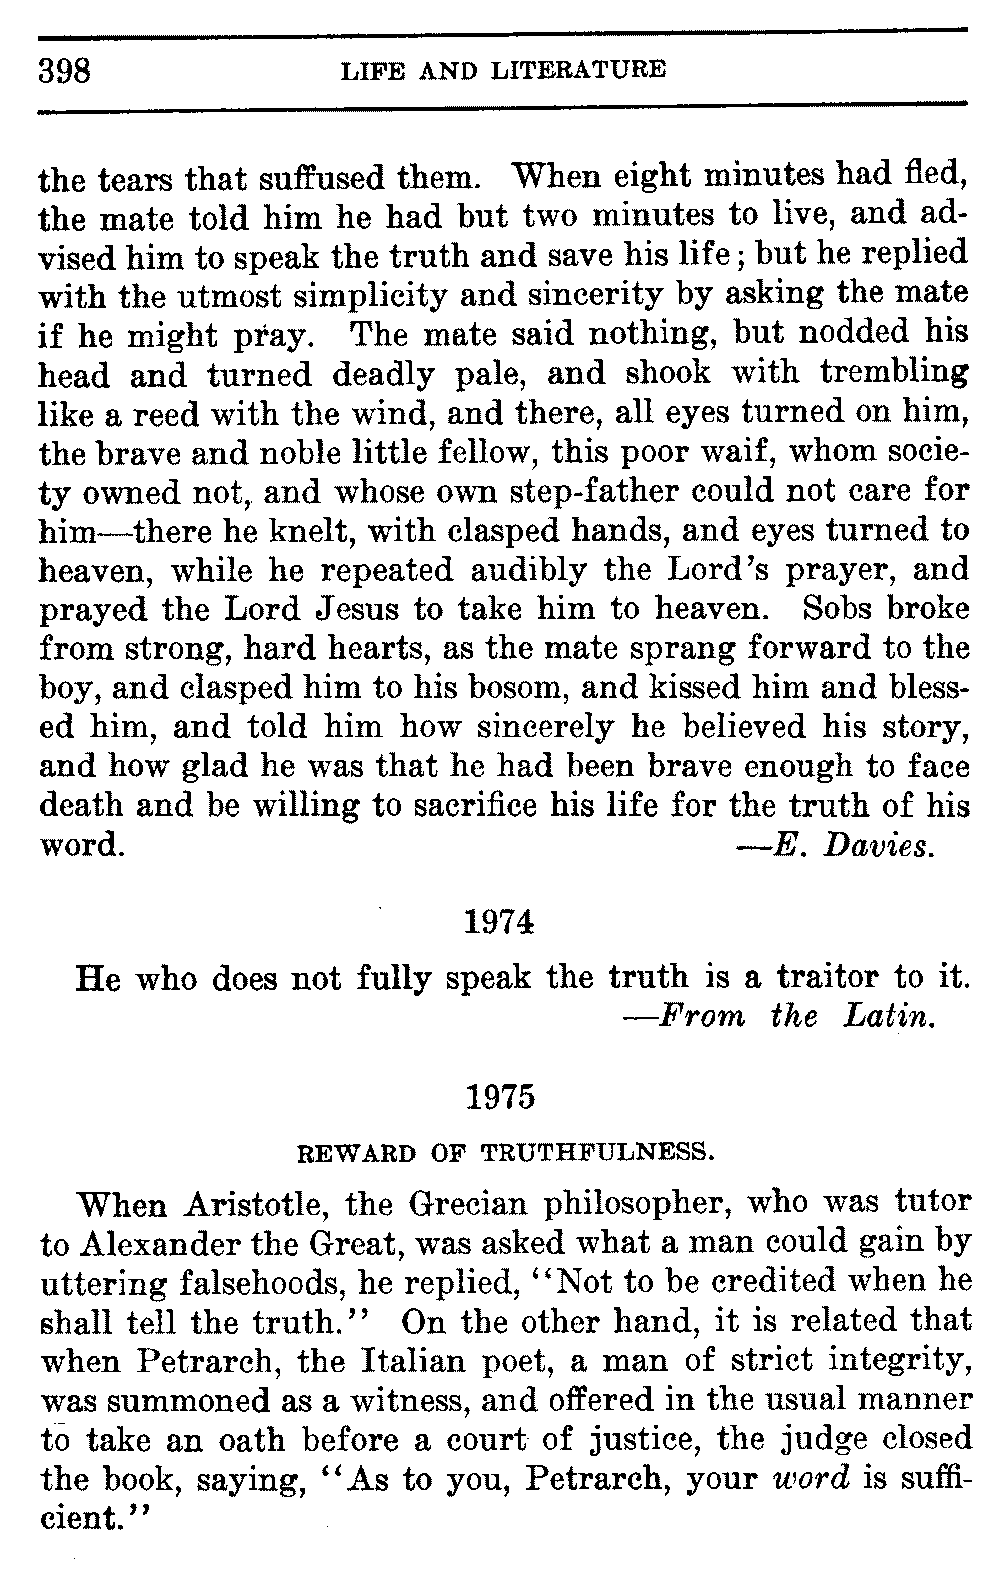 398 LIFE AND LITERATURE
the tears that suffused them. When eight minutes had fled,
the mate told him he had but two minutes to live, and ad-
vised him to speak the truth and save his life; but he replied
with the utmost simplicity and sincerity by asking the mate
if he might pray. The mate said nothing, but nodded his
head and turned deadly pale, and shook with trembling
like a reed with the wind, and there, all eyes turned on him,
the brave and noble little fellow, this poor waif, whom socie-
ty owned not, and whose own step-father could not care for
him—there he knelt, with clasped hands, and eyes turned to
heaven, while he repeated audibly the Lord's prayer, and
prayed the Lord Jesus to take him to heaven. Sobs broke
from strong, hard hearts, as the mate sprang forward to the
boy, and clasped him to his bosom, and kissed him and bless-
ed him, and told him how sincerely he believed his story,
and how glad he was that he had been brave enough to face
death and be willing to sacrifice his life for the truth of his
word. —E. Davies.
1974
He who does not fully speak the truth is a traitor to it.
—From the Latin.
1975
REWARD OF TRUTHFULNESS.
When Aristotle, the Grecian philosopher, who was tutor
to Alexander the Great, was asked what a man could gain by
uttering falsehoods, he replied, "Not to be credited when he
shall tell the truth." On the other hand, it is related that
when Petrarch, the Italian poet, a man of strict integrity,
was summoned as a witness, and offered in the usual manner
to take an oath before a court of justice, the judge closed
the book, saying, "As to you, Petrarch, your word is suffi-
cient."